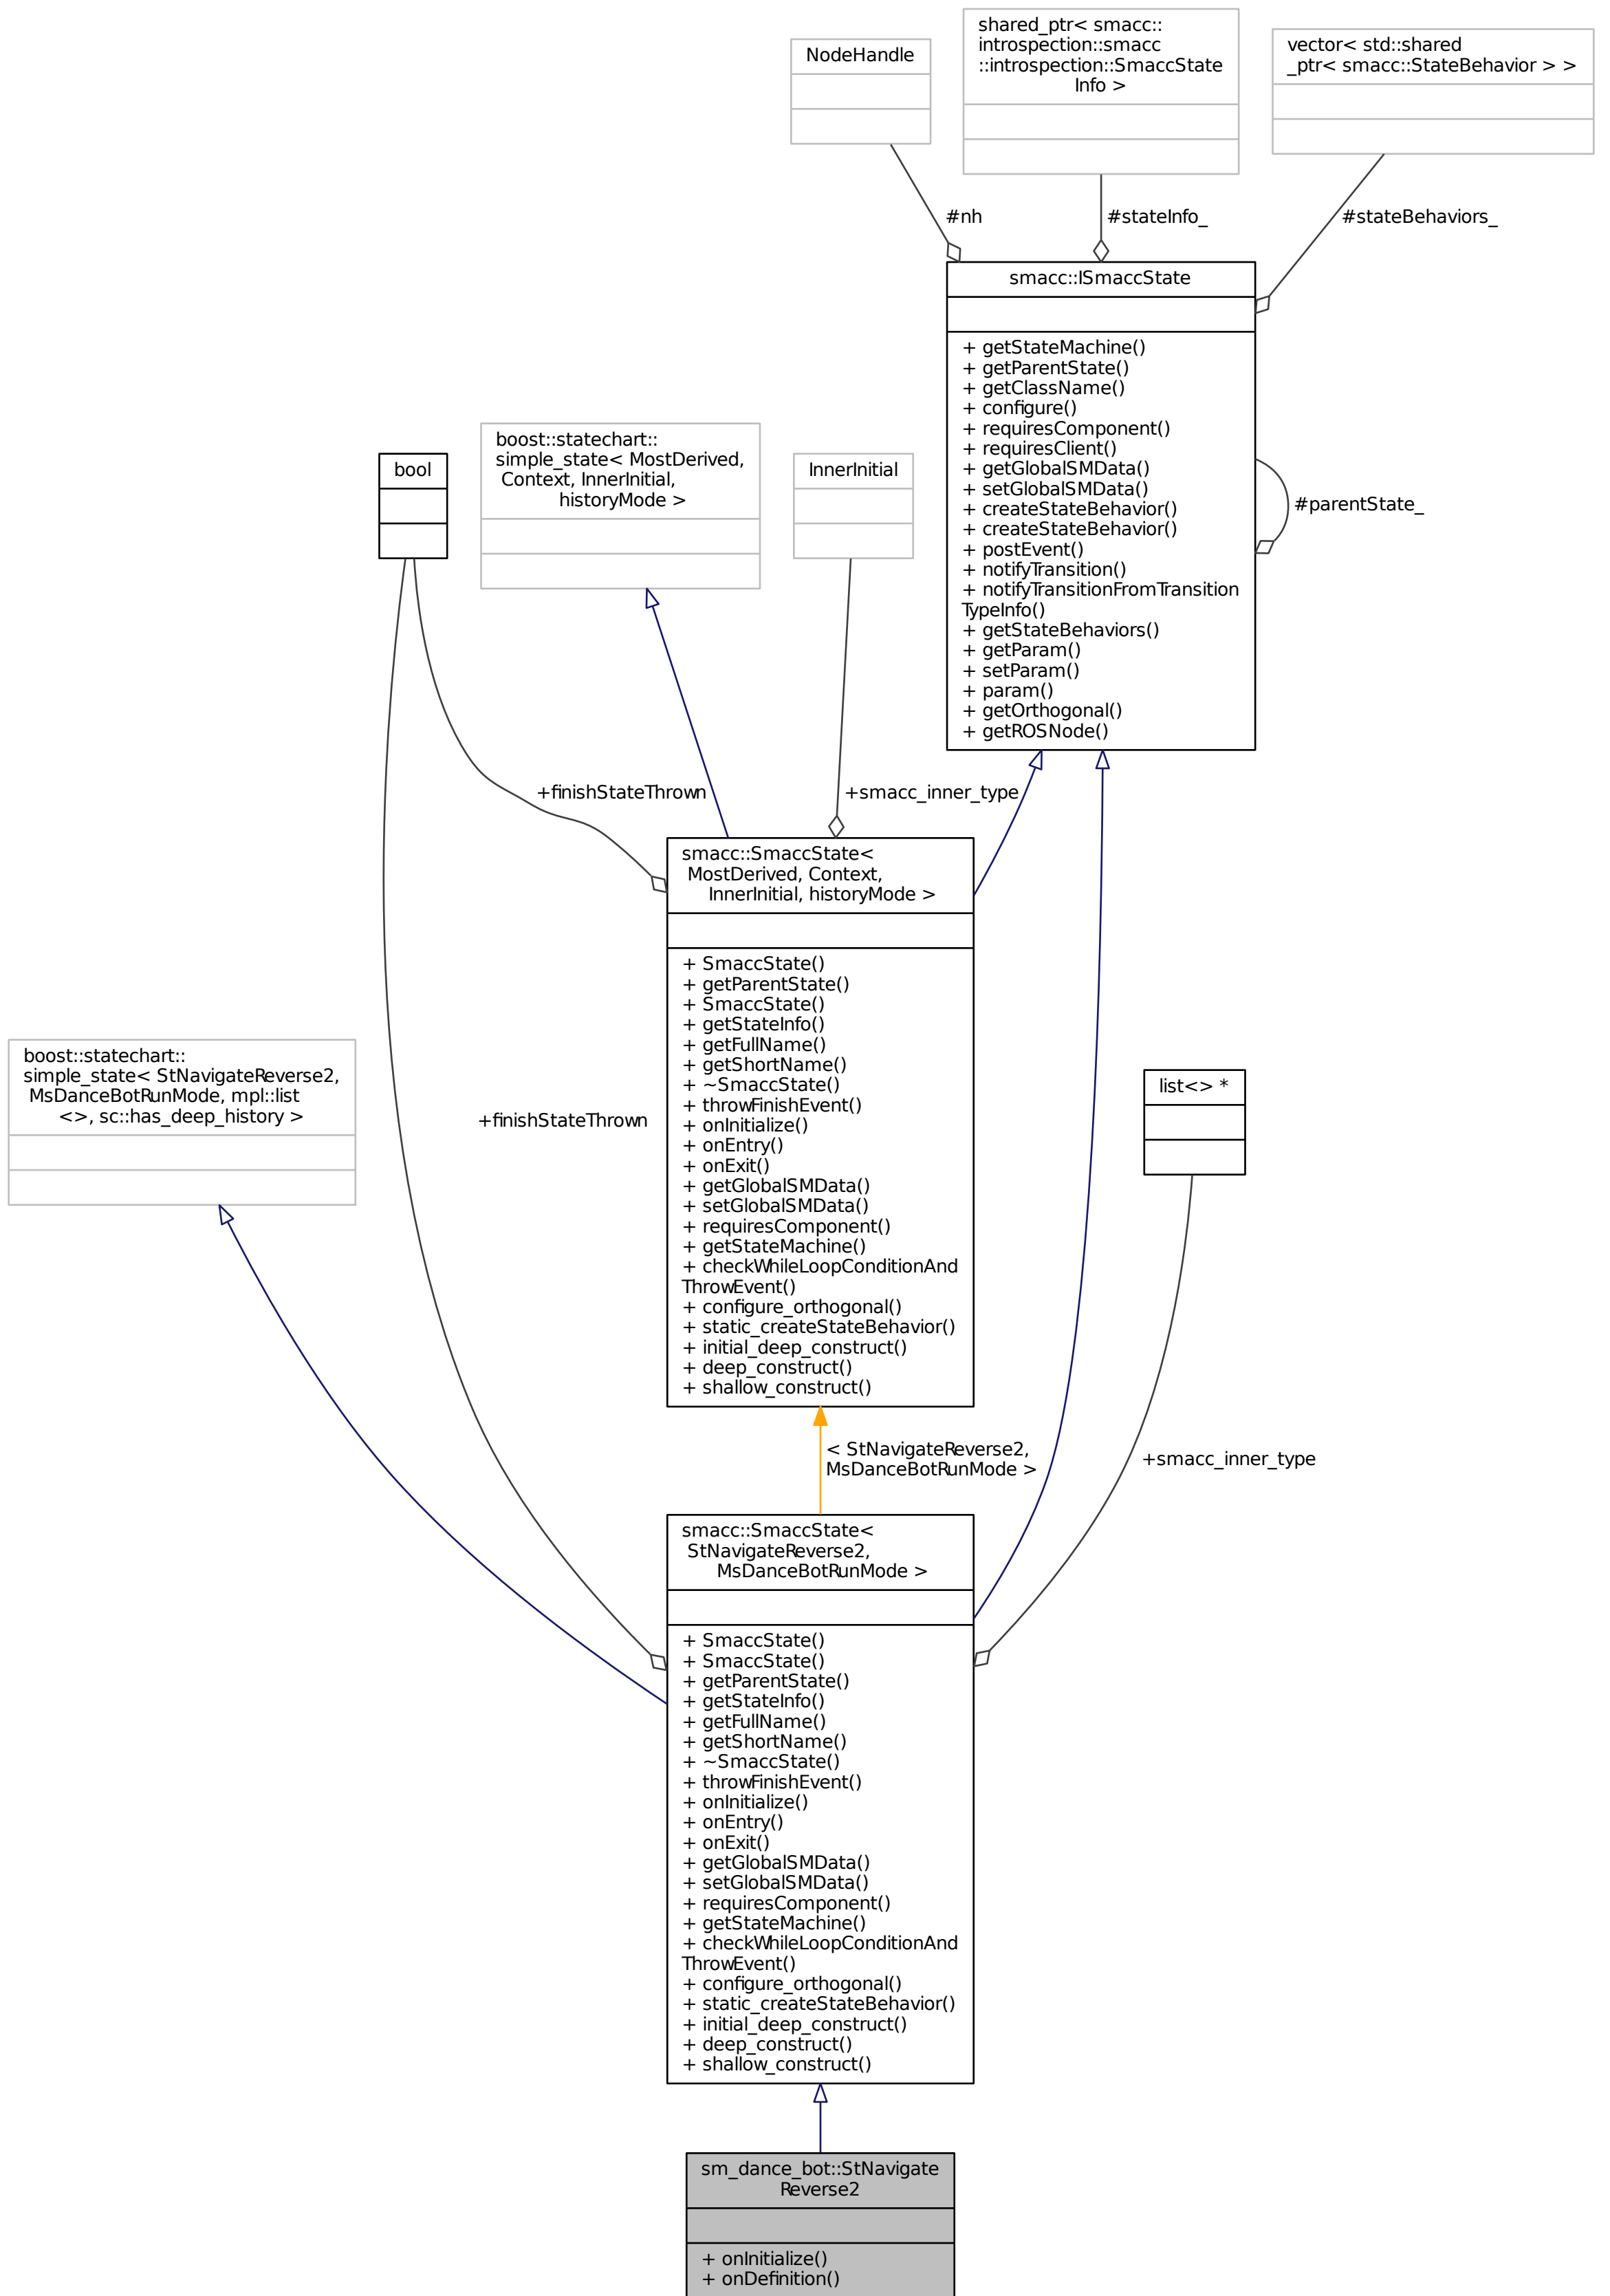 NodeHandle
shared_ptr< smacc::
introspection::smacc
::introspection::SmaccState
Info >
vector< std::shared
_ptr< smacc::StateBehavior > >
#nh
#stateInfo_
#stateBehaviors_
smacc::ISmaccState
+ getStateMachine()
+ getParentState()
+ getClassName()
+ configure()
+ requiresComponent()
+ requiresClient()
+ getGlobalSMData()
+ setGlobalSMData()
+ createStateBehavior()
+ createStateBehavior()
+ postEvent()
+ notifyTransition()
+ notifyTransitionFromTransition
TypeInfo()
+ getStateBehaviors()
+ getParam()
+ setParam()
+ param()
+ getOrthogonal()
+ getROSNode()
#parentState_
bool
boost::statechart::
simple_state< MostDerived,
Context, InnerInitial,
historyMode >
InnerInitial
+finishStateThrown
+smacc_inner_type
smacc::SmaccState<
MostDerived, Context,
InnerInitial, historyMode >
+ SmaccState()
+ getParentState()
+ SmaccState()
+ getStateInfo()
+ getFullName()
+ getShortName()
+ ~SmaccState()
+ throwFinishEvent()
+ onInitialize()
+ onEntry()
+ onExit()
+ getGlobalSMData()
+ setGlobalSMData()
+ requiresComponent()
+ getStateMachine()
+ checkWhileLoopConditionAnd
ThrowEvent()
+ configure_orthogonal()
+ static_createStateBehavior()
+ initial_deep_construct()
+ deep_construct()
+ shallow_construct()
boost::statechart::
simple_state< StNavigateReverse2,
MsDanceBotRunMode, mpl::list
<>, sc::has_deep_history >
+finishStateThrown
list<> *
< StNavigateReverse2,
MsDanceBotRunMode >
+smacc_inner_type
smacc::SmaccState<
StNavigateReverse2,
MsDanceBotRunMode >
+ SmaccState()
+ SmaccState()
+ getParentState()
+ getStateInfo()
+ getFullName()
+ getShortName()
+ ~SmaccState()
+ throwFinishEvent()
+ onInitialize()
+ onEntry()
+ onExit()
+ getGlobalSMData()
+ setGlobalSMData()
+ requiresComponent()
+ getStateMachine()
+ checkWhileLoopConditionAnd
ThrowEvent()
+ configure_orthogonal()
+ static_createStateBehavior()
+ initial_deep_construct()
+ deep_construct()
+ shallow_construct()
sm_dance_bot::StNavigate
Reverse2
+ onInitialize()
+ onDefinition()